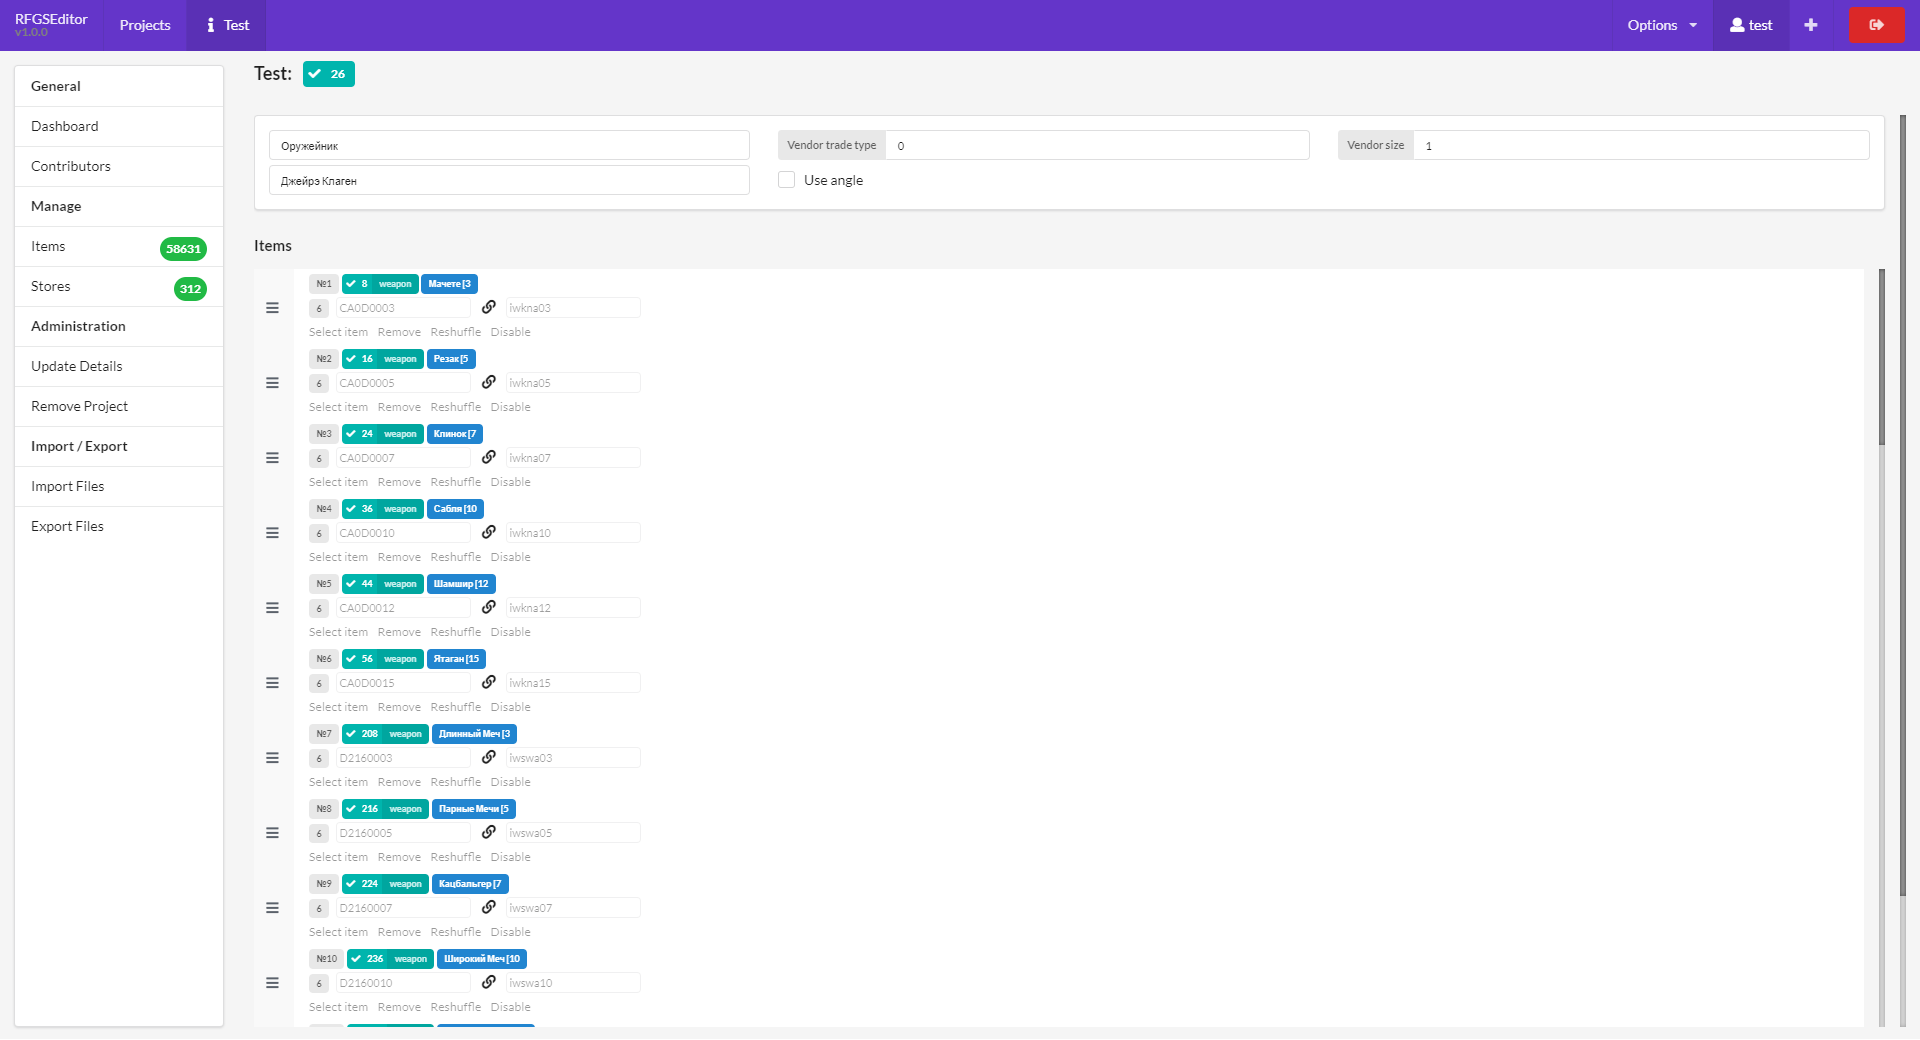 RFGSEditor
v1.0.0
Projects
Test
Options
test
General
Dashboard
Contributors
Manage
Items 58631
Stores 312
Administration
Update Details
Remove Project
Import / Export
Import Files
Export Files
Test: 26
Оружейник
Vendor trade type 0
Vendor size 1
Джейрэ Клаген
Use angle
Items
№1 8 weapon Мачете [3
6 CA0D0003 iwkna03
Select item Remove Reshuffle Disable
№2 16 weapon Резак [5
6 CA0D0005 iwkna05
Select item Remove Reshuffle Disable
№3 24 weapon Клинок [7
6 CA0D0007 iwkna07
Select item Remove Reshuffle Disable
№4 36 weapon Сабля [10
6 CA0D0010 iwkna10
Select item Remove Reshuffle Disable
№5 44 weapon Шамшир [12
6 CA0D0012 iwkna12
Select item Remove Reshuffle Disable
№6 56 weapon Ятаган [15
6 CA0D0015 iwkna15
Select item Remove Reshuffle Disable
№7 208 weapon Длинный Меч [3
6 D2160003 iwswa03
Select item Remove Reshuffle Disable
№8 216 weapon Парные Мечи [5
6 D2160005 iwswa05
Select item Remove Reshuffle Disable
№9 224 weapon Кацбальгер [7
6 D2160007 iwswa07
Select item Remove Reshuffle Disable
№10 236 weapon Широкий Меч [10
6 D2160010 iwswa10
Select item Remove Reshuffle Disable